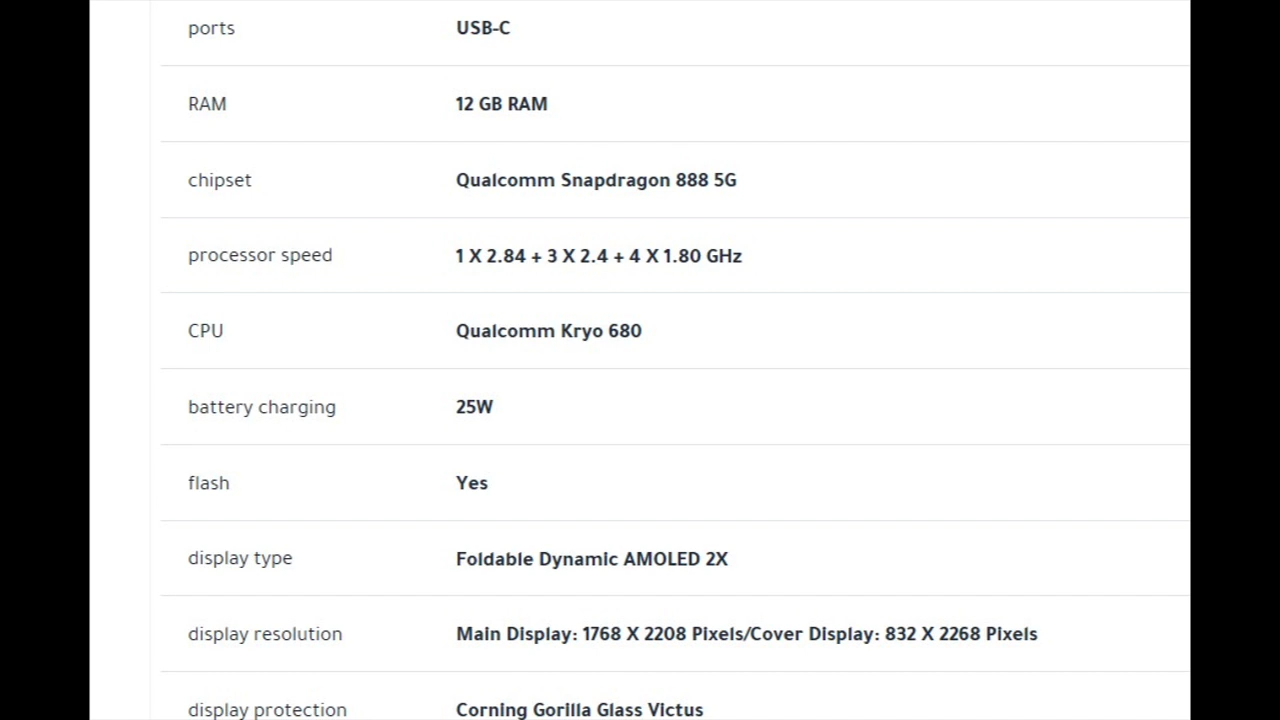 ports USB-C
RAM 12 GB RAM
chipset Qualcomm Snapdragon 888 5G
processor speed 1 X 2.84 + 3 X 2.4 + 4 X 1.80 GHz
CPU Qualcomm Kryo 680
battery charging 25W
flash Yes
display type Foldable Dynamic AMOLED 2X
display resolution Main Display: 1768 X 2208 Pixels/Cover Display: 832 X 2268 Pixels
display protection Corning Gorilla Glass Victus